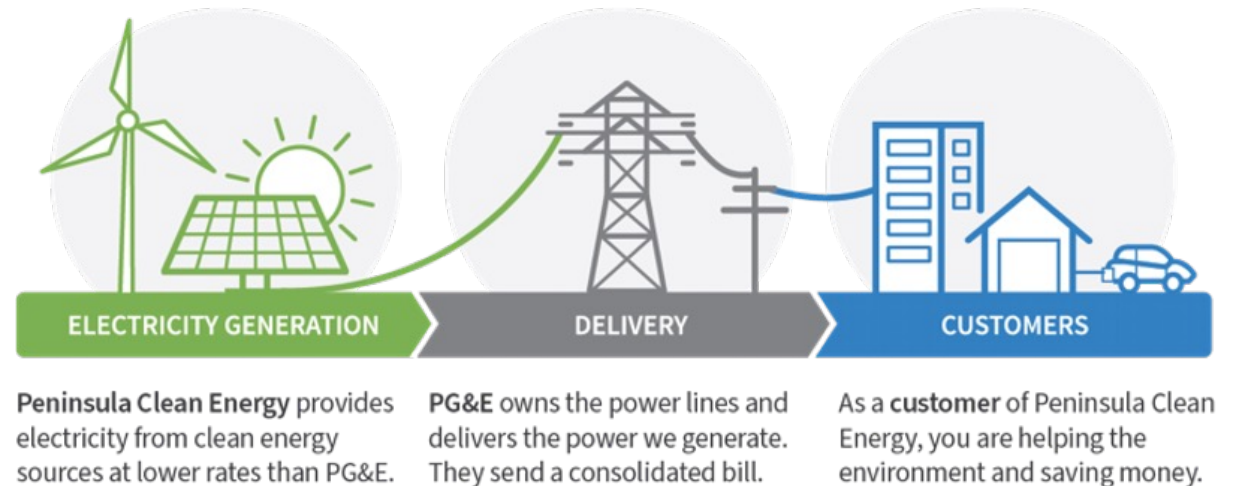 ELECTRICITY GENERATION
DELIVERY
CUSTOMERS
Peninsula Clean Energy provides
electricity from clean energy
sources at lower rates than PG&E.
PG&E owns the power lines and
delivers the power we generate.
They send a consolidated bill.
As a customer of Peninsula Clean
Energy, you are helping the
environment and saving money.